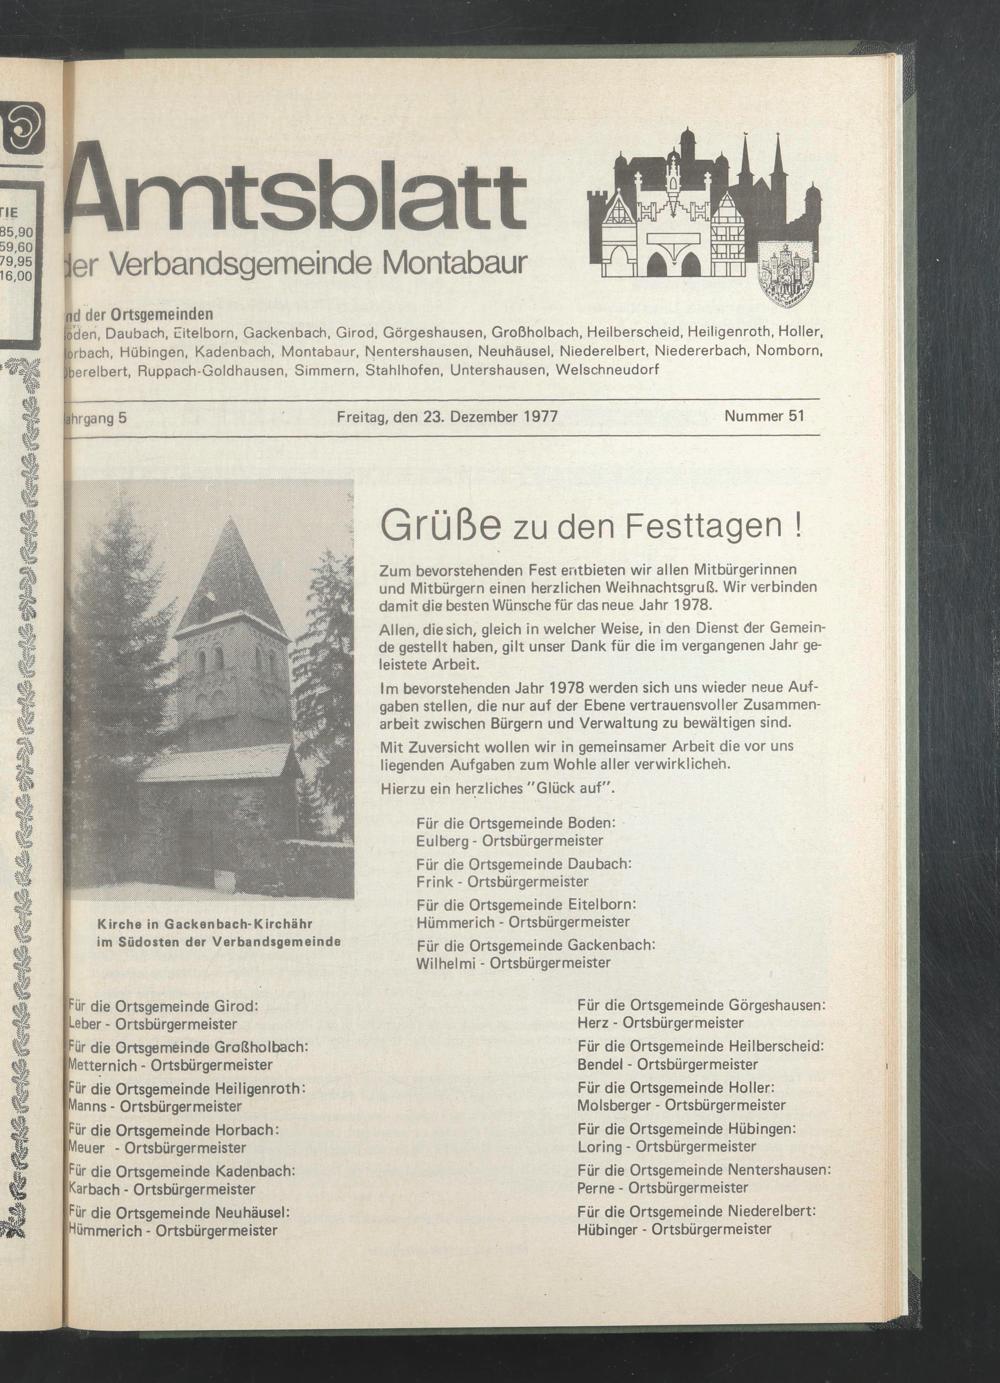 TIE
85,90
59,60
79,95
16,00
Amtsblatt
der Verbandsgemeinde Montabaur
nd der Ortsgemeinden
oden, Daubach, Eitelborn, Gackenbach, Girod, Görgeshausen, Großholbach, Heilberscheid, Heiligenroth, Holler,
orbach, Hübingen, Kadenbach, Montabaur, Nentershausen, Neuhäusel, Niederelbert, Niedererbach, Nomborn,
berelbert, Ruppach-Goldhausen, Simmern, Stahlhofen, Untershausen, Welschneudorf
ahrgang 5 Freitag, den 23. Dezember 1977 Nummer 51
Grüße zu den Festtagen !
Zum bevorstehenden Fest entbieten wir allen Mitbürgerinnen
und Mitbürgern einen herzlichen Weihnachtsgruß. Wir verbinden
damit die besten Wünsche für das neue Jahr 1978.
Allen, die sich, gleich in welcher Weise, in den Dienst der Gemein-
de gestellt haben, gilt unser Dank für die im vergangenen Jahr ge-
leistete Arbeit.
Im bevorstehenden Jahr 1978 werden sich uns wieder neue Auf-
gaben stellen, die nur auf der Ebene vertrauensvoller Zusammen-
arbeit zwischen Bürgern und Verwaltung zu bewältigen sind.
Mit Zuversicht wollen wir in gemeinsamer Arbeit die vor uns
liegenden Aufgaben zum Wohle aller verwirklichen.
Hierzu ein herzliches "Glück auf".
Für die Ortsgemeinde Boden:
Eulberg - Ortsbürgermeister
Für die Ortsgemeinde Daubach:
Frink - Ortsbürgermeister
Für die Ortsgemeinde Eitelborn:
Hümmerich - Ortsbürgermeister
Für die Ortsgemeinde Gackenbach:
Wilhelmi - Ortsbürgermeister
Kirche in Gackenbach-Kirchähr
im Südosten der Verbandsgemeinde
Für die Ortsgemeinde Girod:
Leber - Ortsbürgermeister
Für die Ortsgemeinde Großholbach:
Metternich - Ortsbürgermeister
Für die Ortsgemeinde Heiligenroth:
Manns - Ortsbürgermeister
Für die Ortsgemeinde Horbach:
Meuer - Ortsbürgermeister
Für die Ortsgemeinde Kadenbach:
Karbach - Ortsbürgermeister
Für die Ortsgemeinde Neuhäusel:
Hümmerich - Ortsbürgermeister
Für die Ortsgemeinde Görgeshausen:
Herz - Ortsbürgermeister
Für die Ortsgemeinde Heilberscheid:
Bendel - Ortsbürgermeister
Für die Ortsgemeinde Holler:
Molsberger - Ortsbürgermeister
Für die Ortsgemeinde Hübingen:
Loring - Ortsbürgermeister
Für die Ortsgemeinde Nentershausen:
Perne - Ortsbürgermeister
Für die Ortsgemeinde Niederelbert:
Hübinger - Ortsbürgermeister